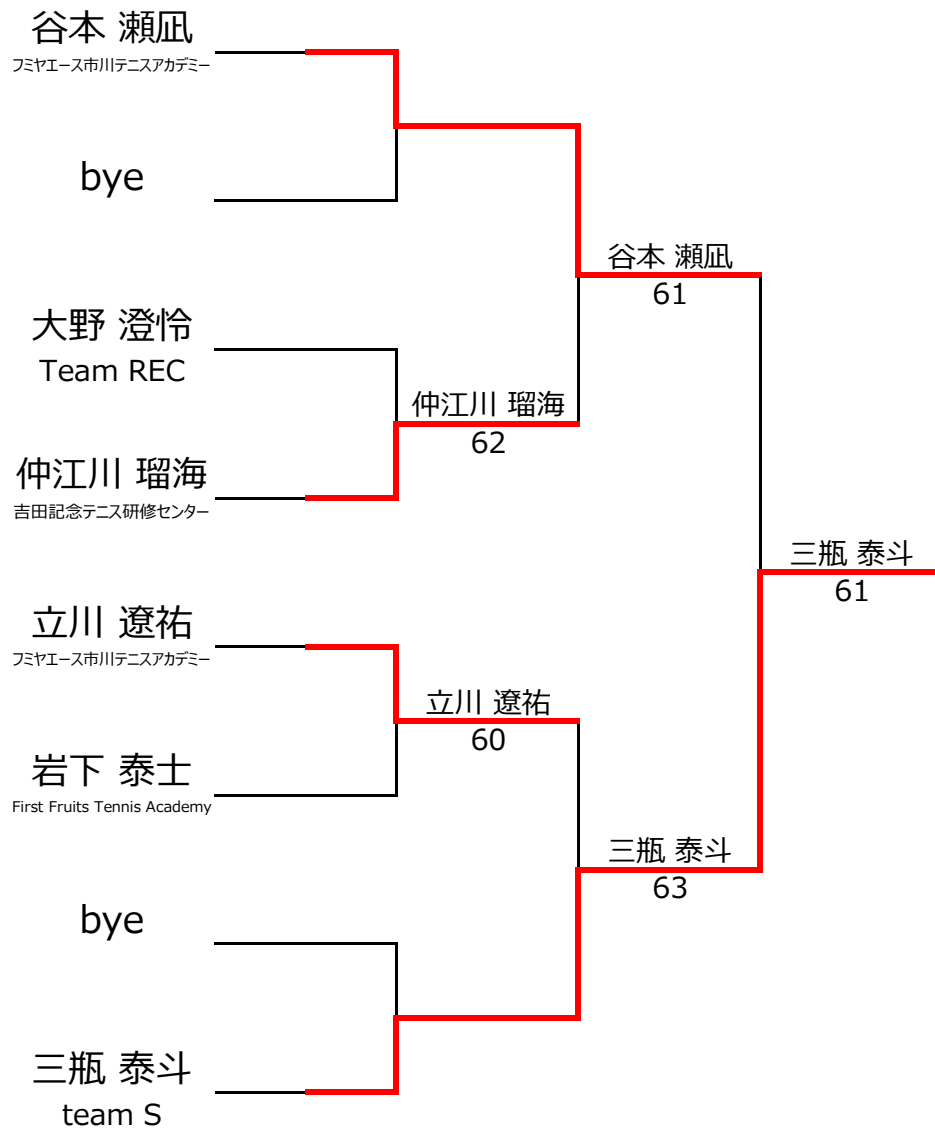 谷本 瀬凪
フミヤエース市川テニスアカデミー
bye
谷本 瀬凪
61
大野 澄怜
Team REC
仲江川 瑠海
62
仲江川 瑠海
吉田記念テニス研修センター
三瓶 泰斗
61
立川 遼祐
フミヤエース市川テニスアカデミー
立川 遼祐
60
岩下 泰士
First Fruits Tennis Academy
三瓶 泰斗
63
bye
三瓶 泰斗
team S